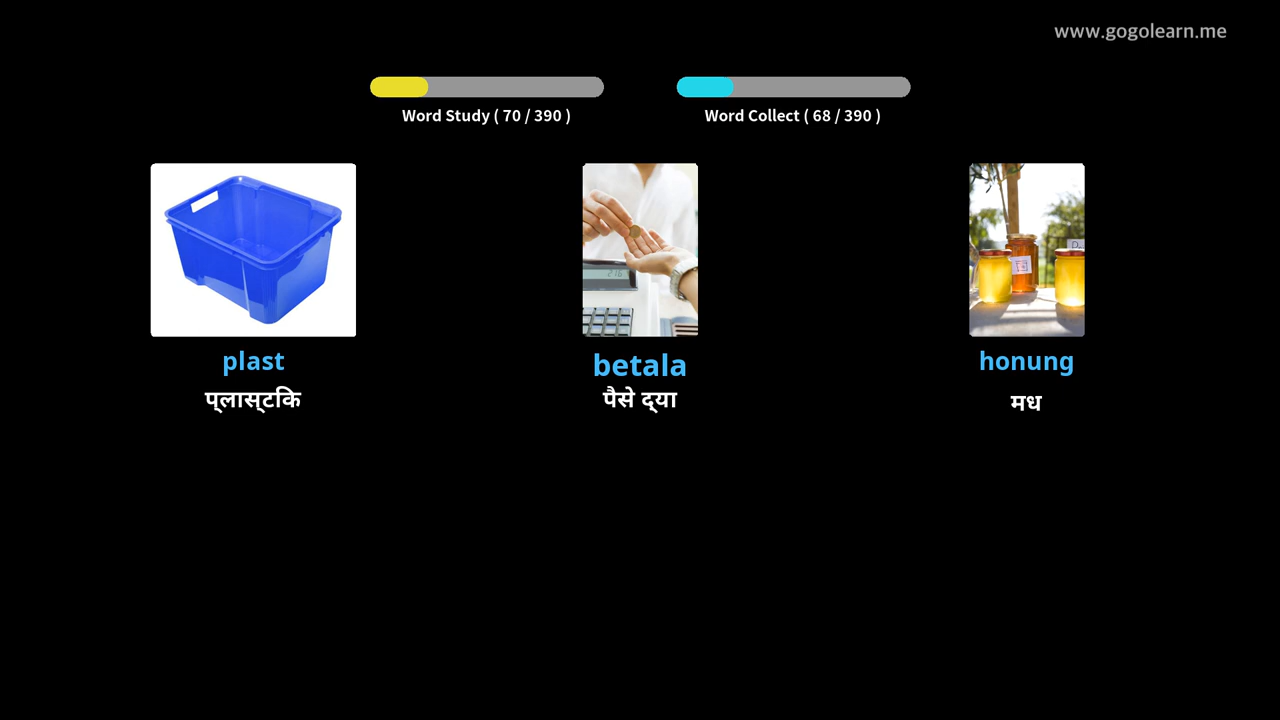 www.gogolearn.me
Word Study ( 70 / 390 )
Word Collect ( 68 / 390 )
plast
betala
honung
प्लास्टिक
पैसे द्या
मध